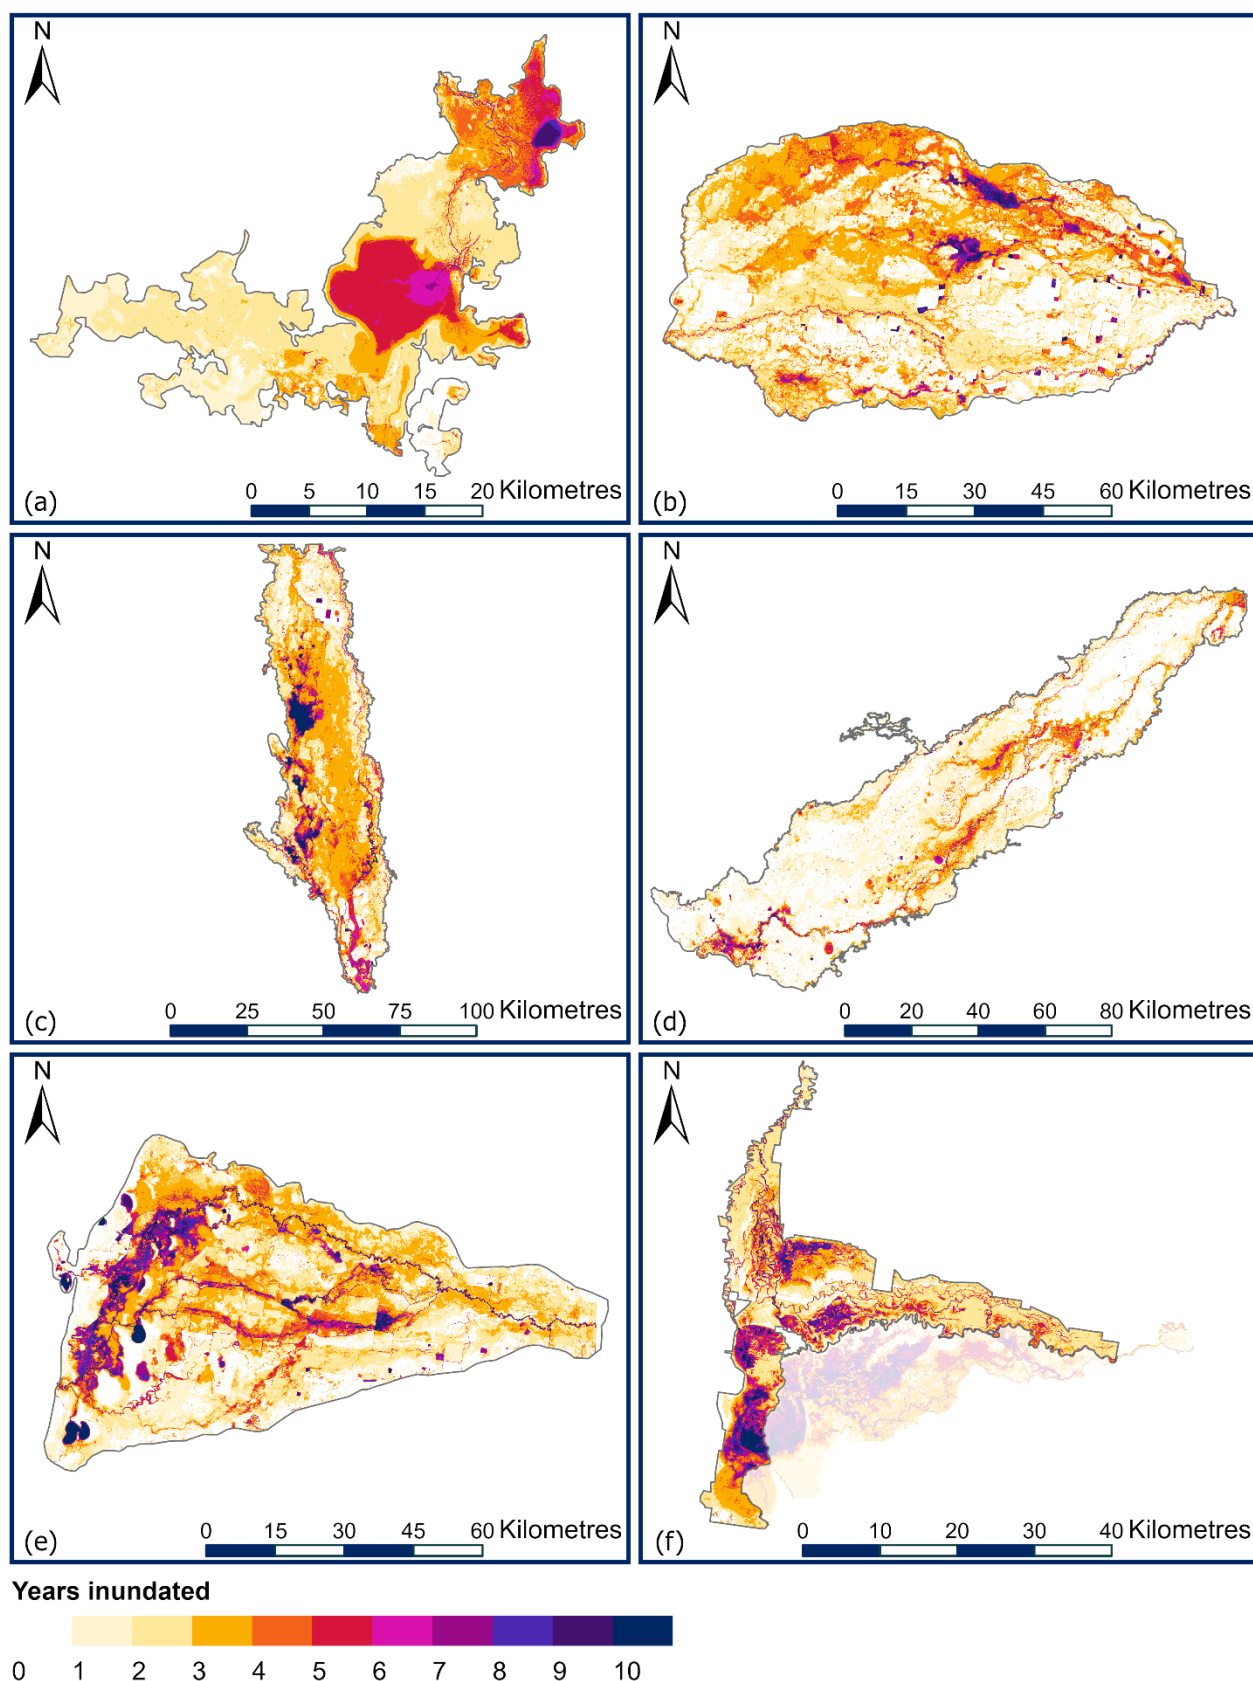 N
N
0 5 10 15 20 Kilometres
(a)
0 15 30 45 60 Kilometres
(b)
N
N
0 25 50 75 100 Kilometres
(c)
0 20 40 60 80 Kilometres
(d)
N
N
0 15 30 45 60 Kilometres
(e)
0 10 20 30 40 Kilometres
(f)
Years inundated
0 1 2 3 4 5 6 7 8 9 10